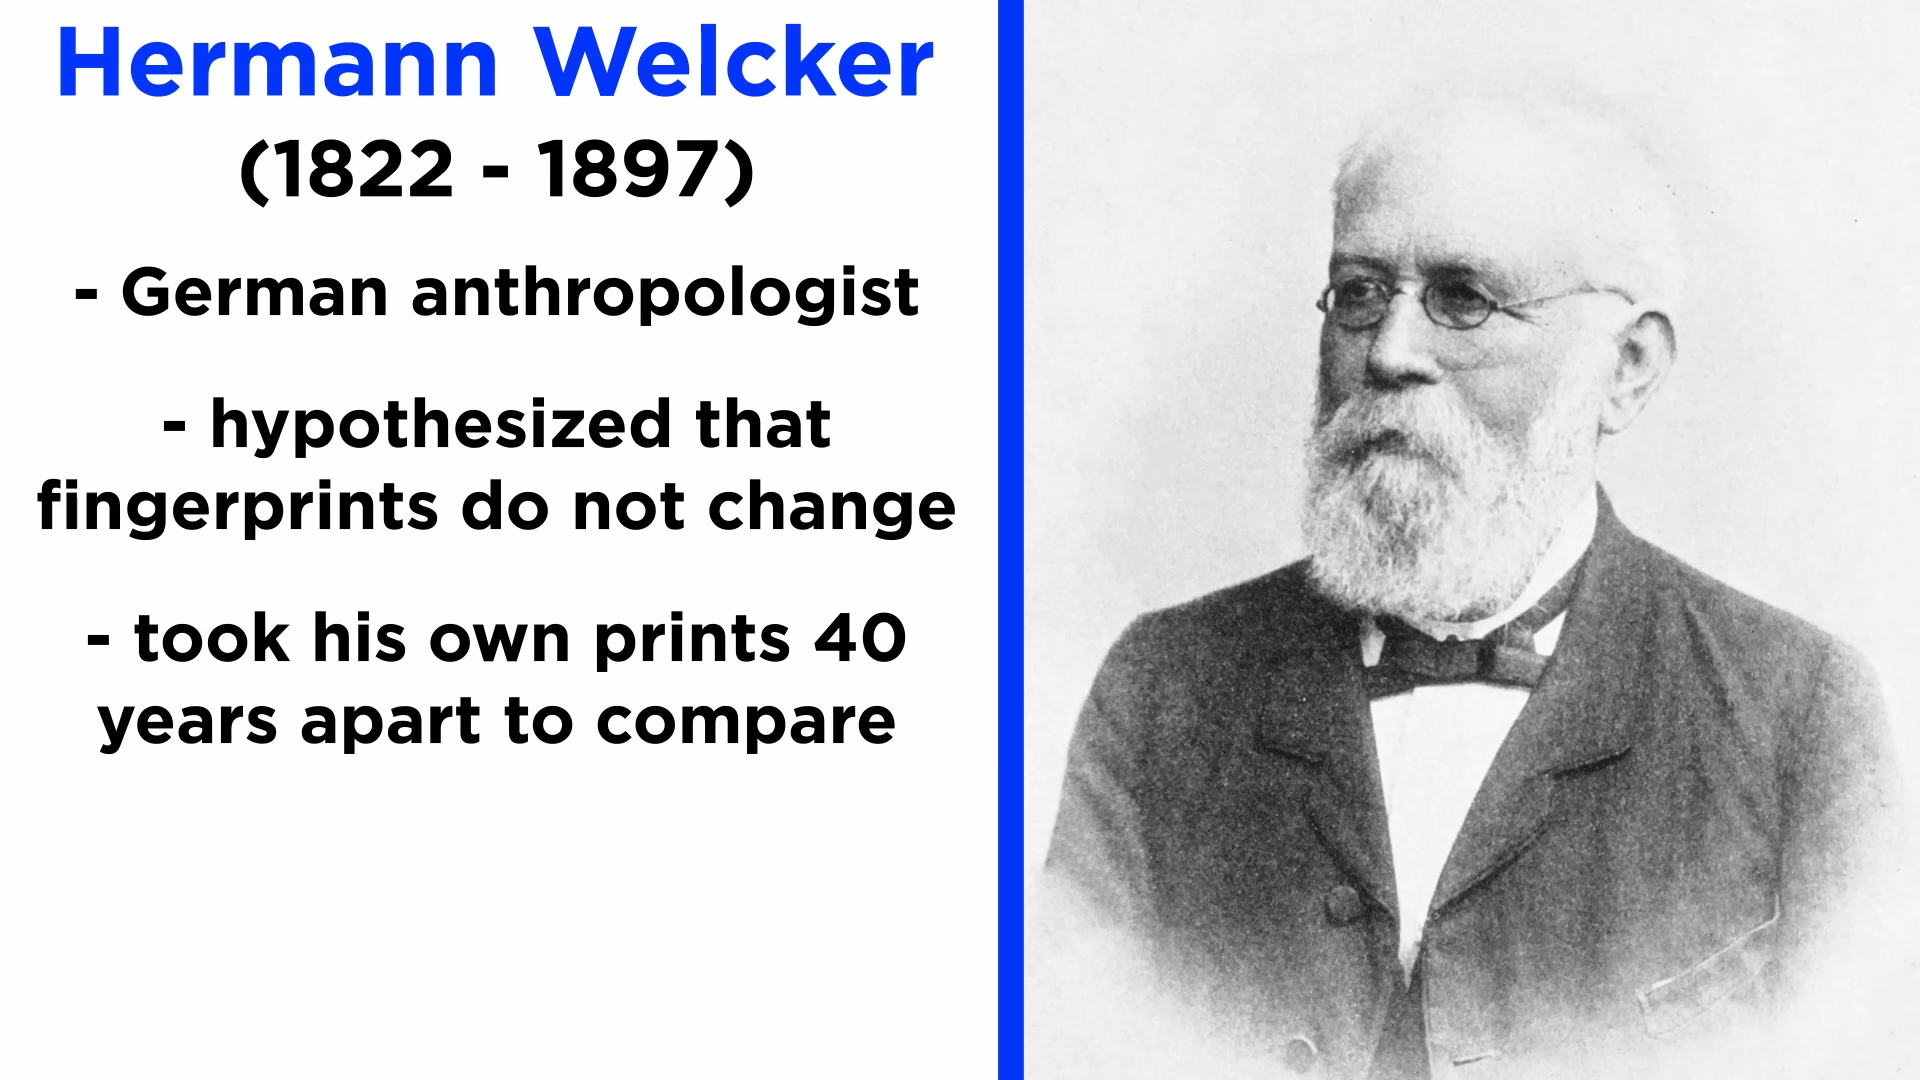 Hermann Welcker
(1822 - 1897)
- German anthropologist
- hypothesized that
fingerprints do not change
- took his own prints 40
years apart to compare